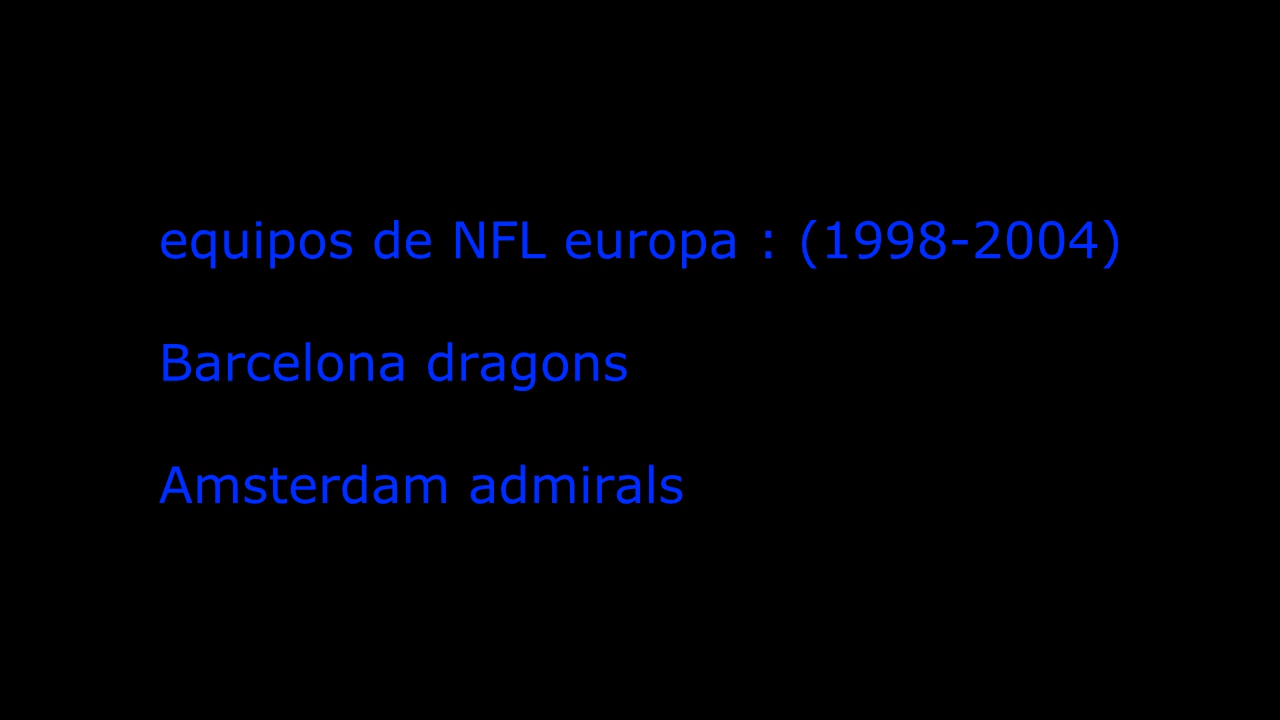 equipos de NFL europa : (1998-2004)
Barcelona dragons
Amsterdam admirals